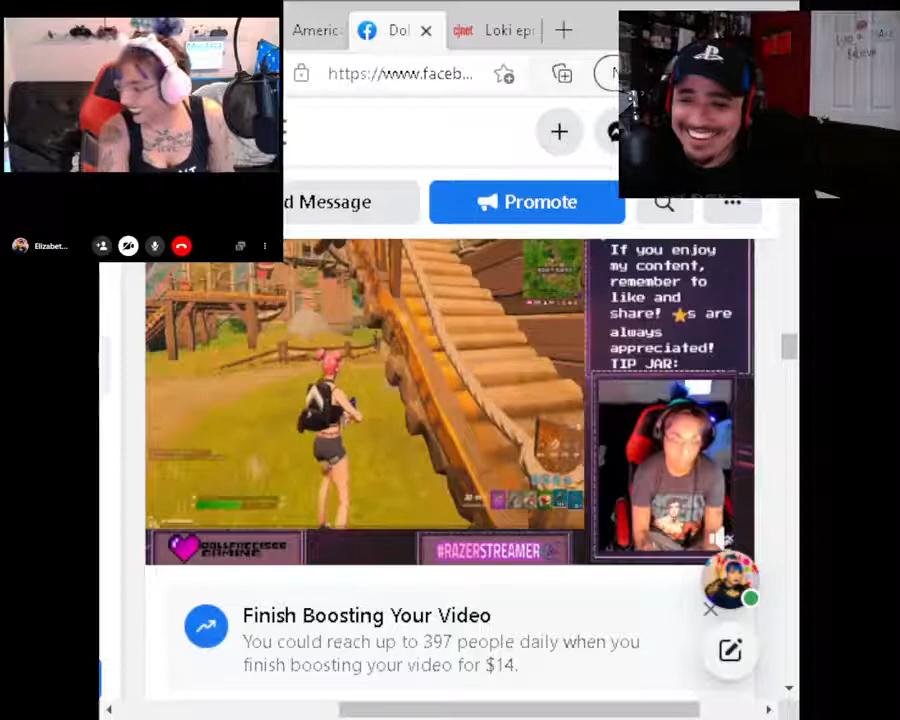 Americ
Dol
Loki ep:
https://www.faceb...
d Message
Promote
Elizabet...
If you enjoy
my content,
remember to
like and
share! ⭐s are
always
appreciated!
TIP JAR:
GAMING
#RAZERSTREAMER
Finish Boosting Your Video
You could reach up to 397 people daily when you
finish boosting your video for $14.